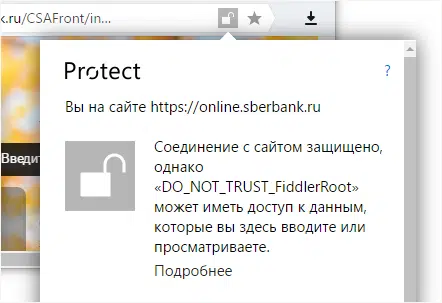 k.ru/CSAFront/in...
Protect
?
Вы на сайте https://online.sberbank.ru
Введит
Соединение с сайтом защищено,
однако
«DO_NOT_TRUST_FiddlerRoot»
может иметь доступ к данным,
которые вы здесь вводите или
просматриваете.
Подробнее